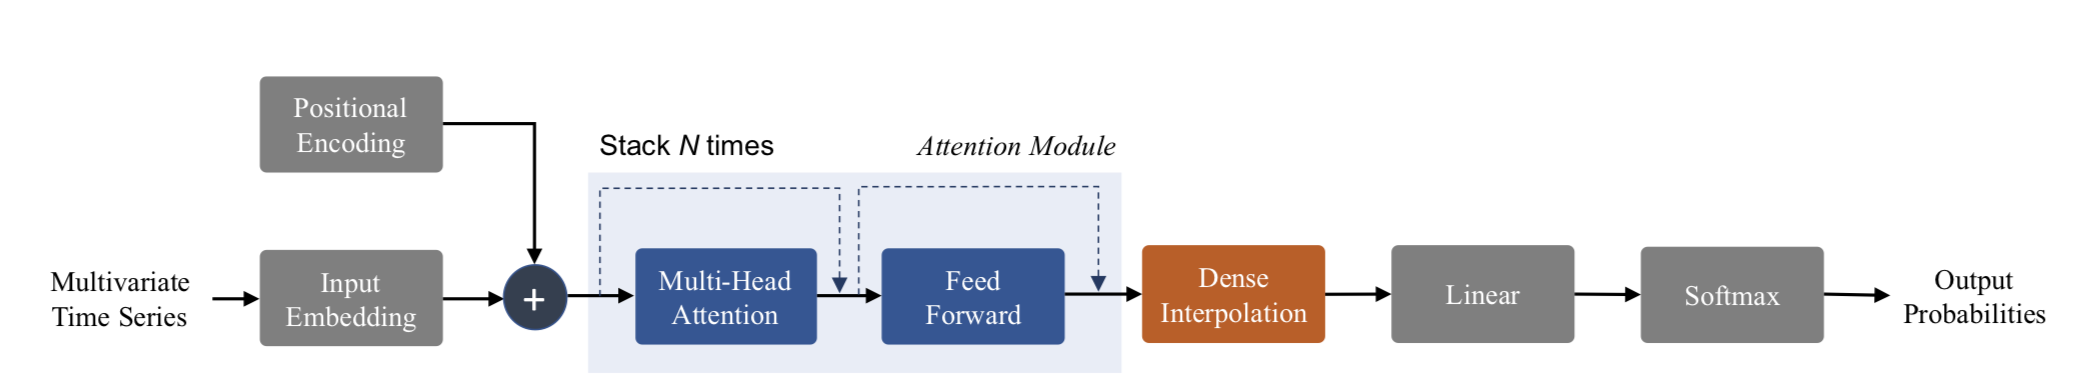 Positional
Encoding
Stack N times
Attention Module
Multivariate
Time Series
Input
Embedding
+
Multi-Head
Attention
Feed
Forward
Dense
Interpolation
Linear
Softmax
Output
Probabilities